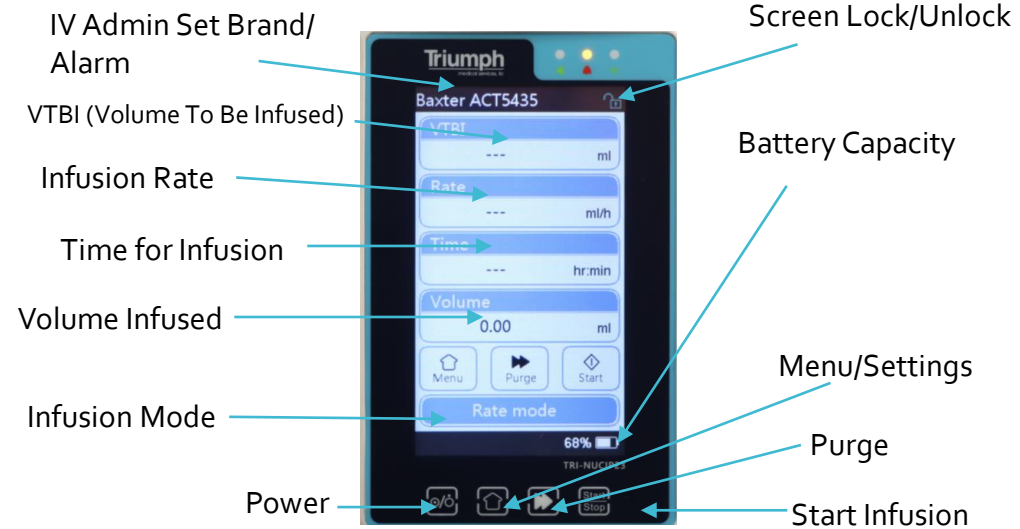 IV Admin Set Brand/
Alarm
Screen Lock/Unlock
Triumph
Baxter ACT5435
VTBI (Volume To Be Infused)
VTBI
--- ml
Battery Capacity
Infusion Rate
Rate
--- ml/h
Time for Infusion
Time
--- hr:min
Volume Infused
Volume
0.00 ml
Menu
Purge
Start
Menu/Settings
Infusion Mode
Rate mode
68%
Purge
TRI-NUCIP23
Power
Start
Stop
Start Infusion